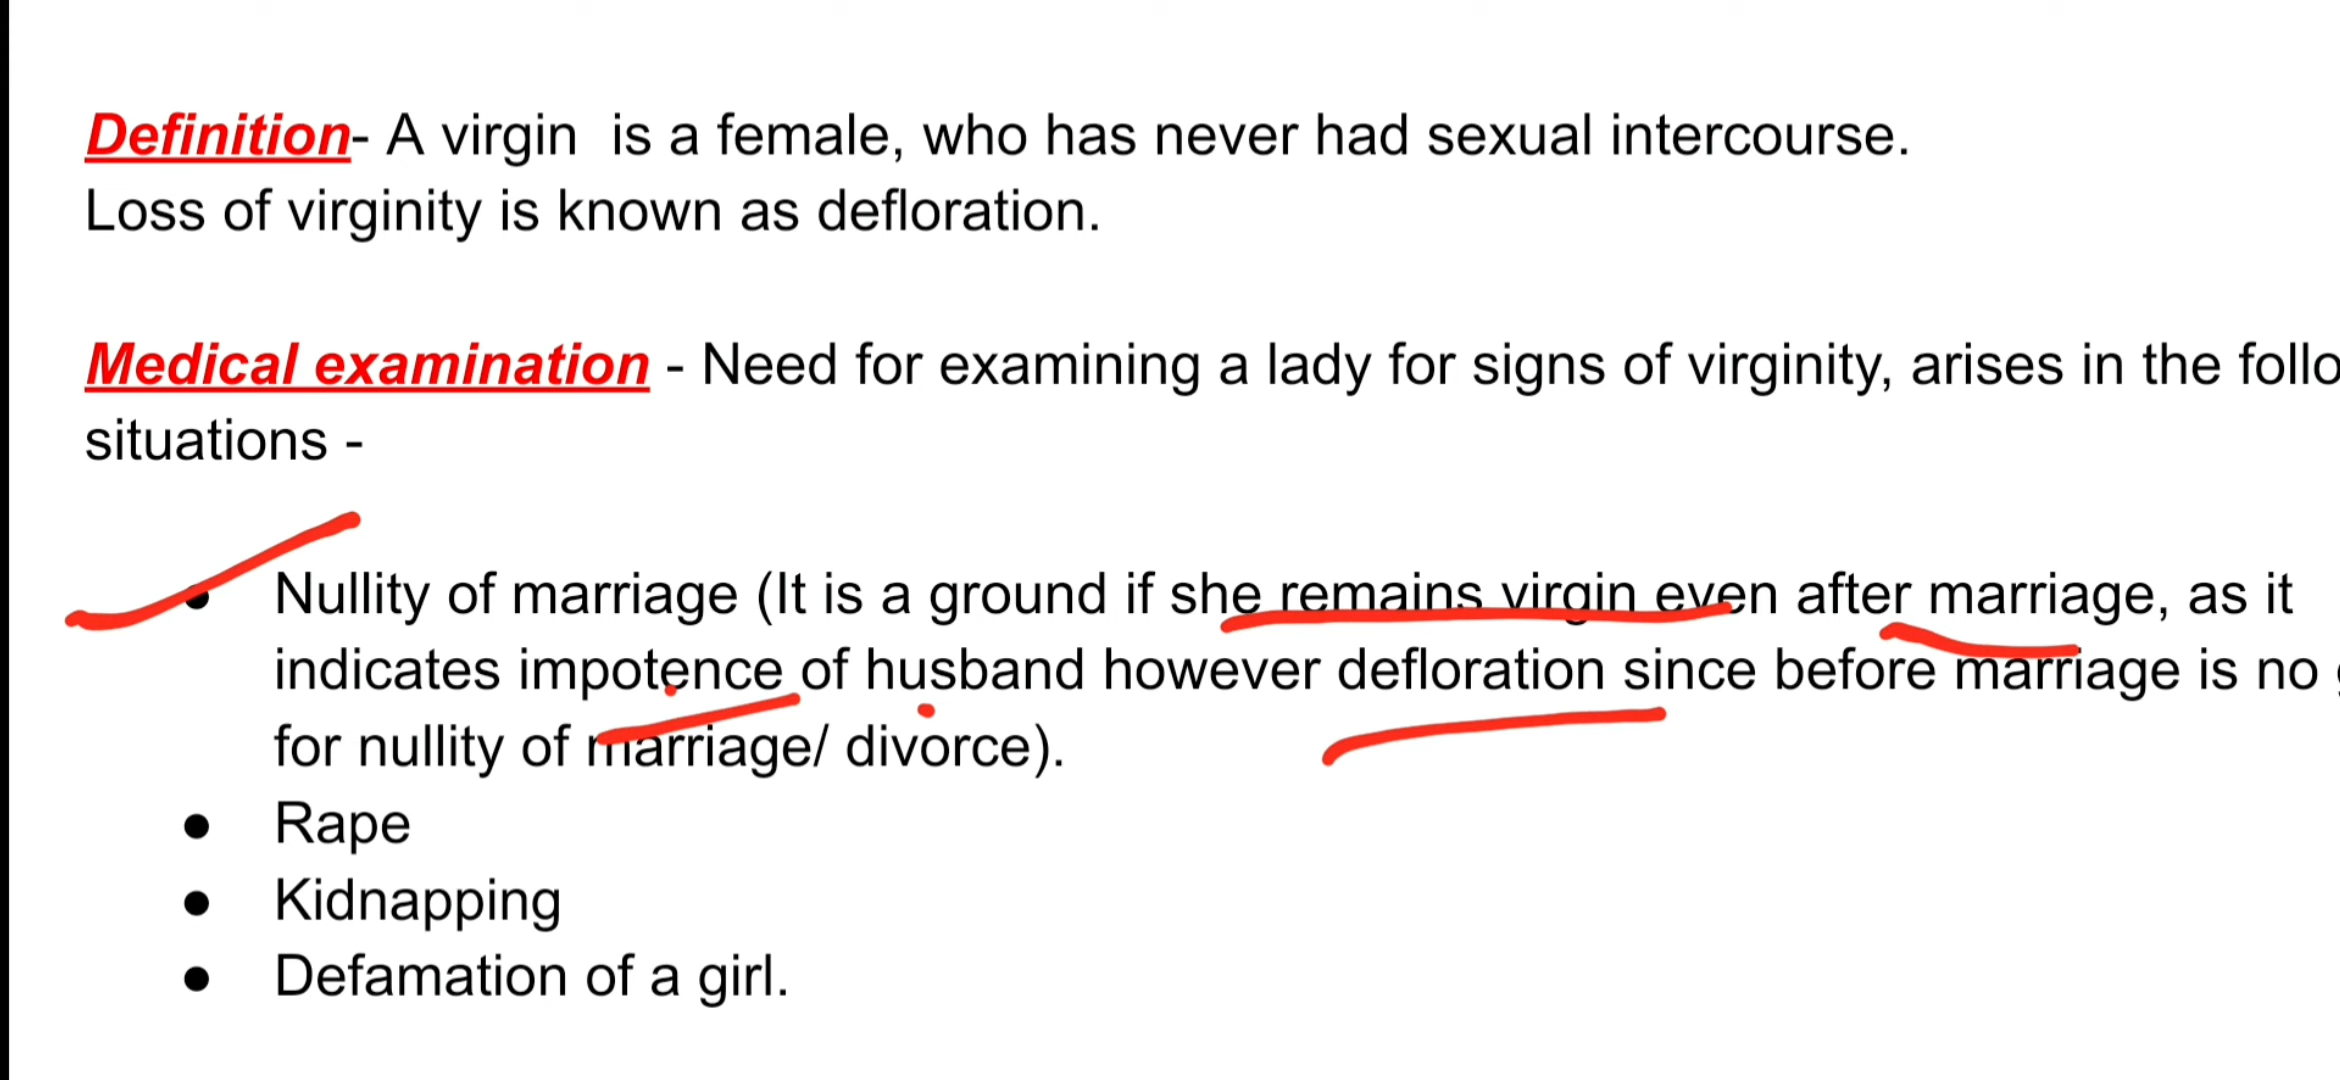 Definition- A virgin is a female, who has never had sexual intercourse.
Loss of virginity is known as defloration.
Medical examination - Need for examining a lady for signs of virginity, arises in the follo
situations -
● Nullity of marriage (It is a ground if she remains virgin even after marriage, as it
indicates impotence of husband however defloration since before marriage is no
for nullity of marriage/ divorce).
● Rape
● Kidnapping
● Defamation of a girl.